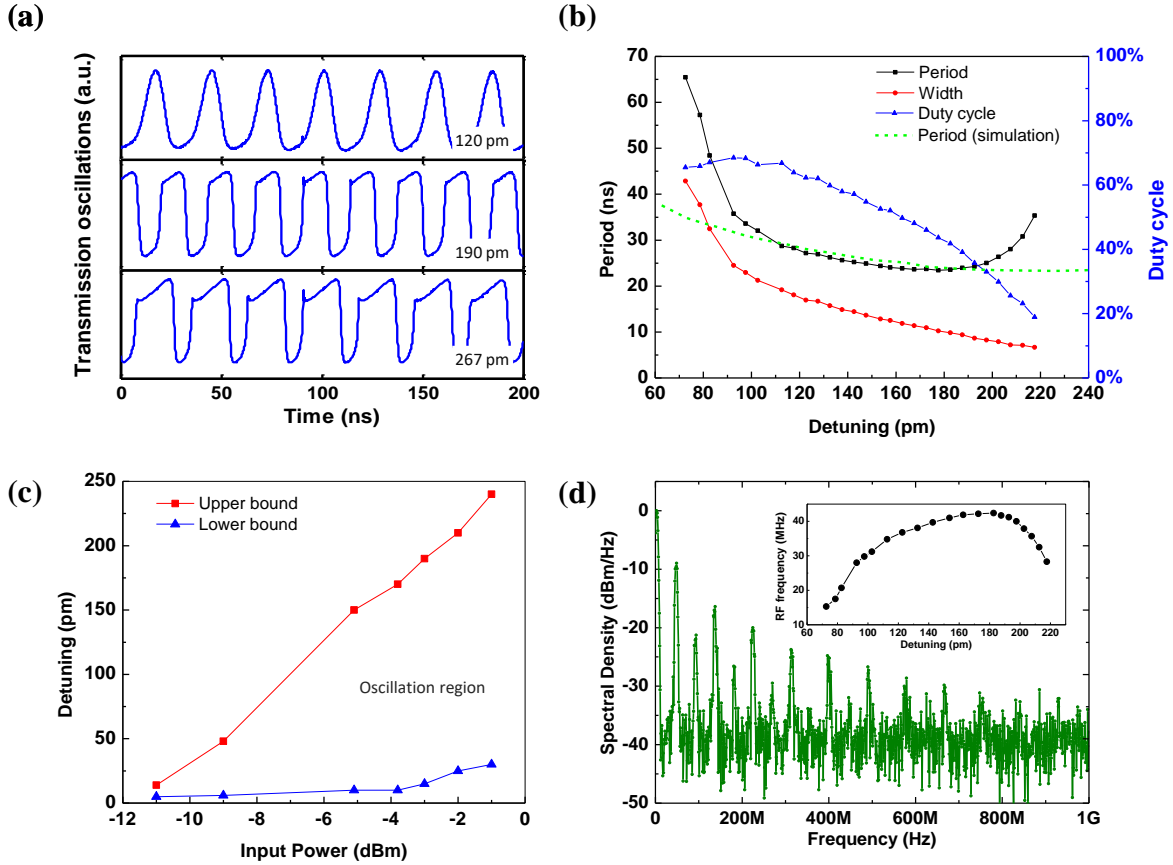 (a)
Transmission oscillations (a.u.)
120 pm
190 pm
267 pm
0 50 100 150 200
Time (ns)
(b)
70
60
50
40
30
20
10
0
Period (ns)
Period
Width
Duty cycle
Period (simulation)
100%
80%
60%
40%
20%
0%
Duty cycle
60 80 100 120 140 160 180 200 220 240
Detuning (pm)
(c)
250
200
150
100
50
0
Detuning (pm)
Upper bound
Lower bound
Oscillation region
-12 -10 -8 -6 -4 -2 0
Input Power (dBm)
(d)
0
-10
-20
-30
-40
-50
Spectral Density (dBm/Hz)
40
30
20
10
RF frequency (MHz)
60 80 100 120 140 160 180 200 220
Detuning (pm)
0 200M 400M 600M 800M 1G
Frequency (Hz)